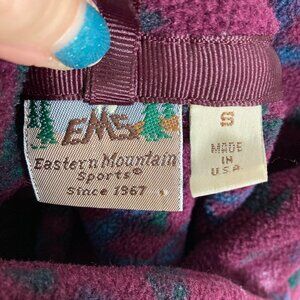 EMS
Eastern Mountain
Sports®
Since 1967
S
MADE
IN
U.S.A.